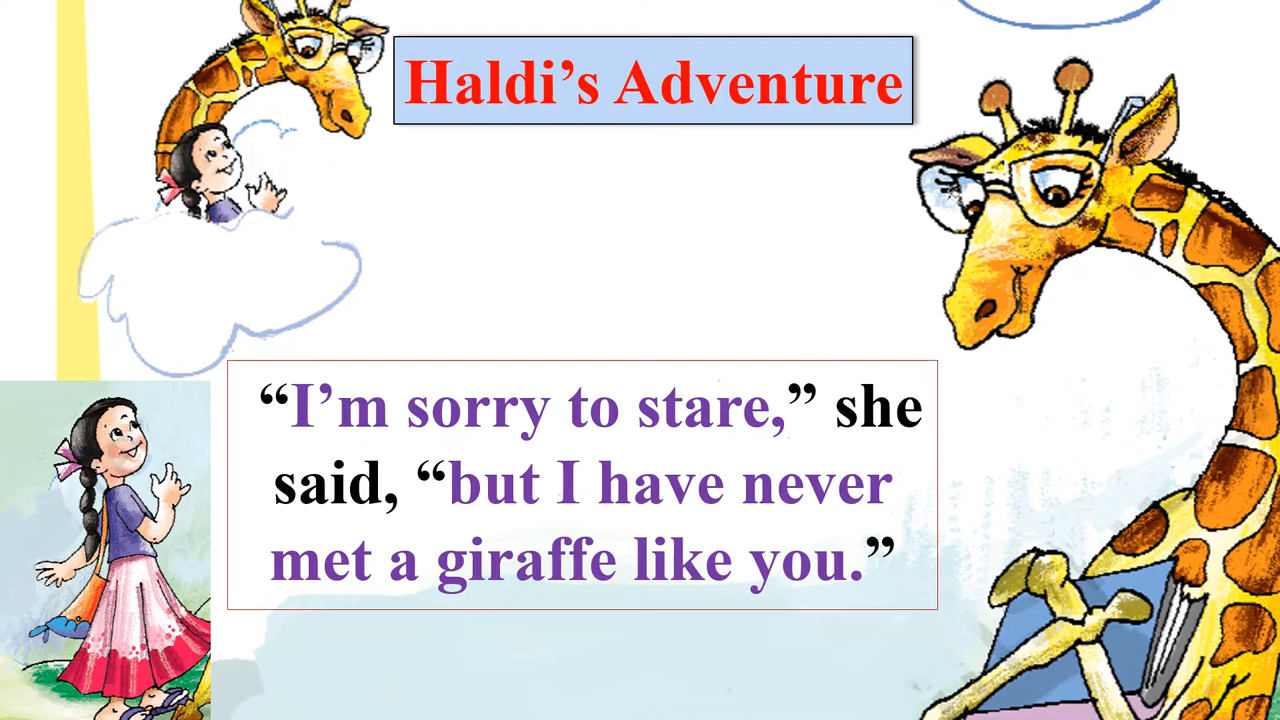 Haldi’s Adventure
“I’m sorry to stare,” she
said, “but I have never
met a giraffe like you.”